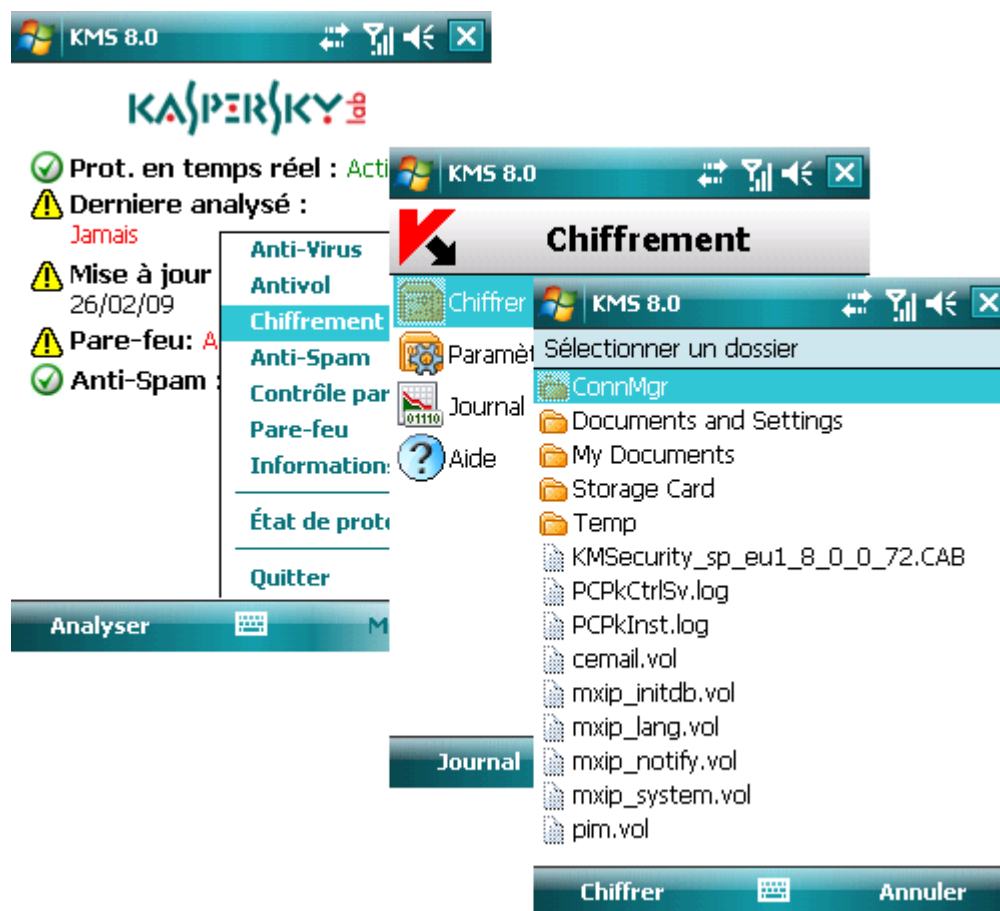 KMS 8.0
KASPERSKY lab
Prot. en temps réel : Acti
Derniere analysé :
Jamais
Mise à jour
26/02/09
Pare-feu: A
Anti-Spam :
Anti-Virus
Antivol
Chiffrement
Anti-Spam
Contrôle par
Pare-feu
Information
État de prot
Quitter
Analyser
M
KMS 8.0
Chiffrement
Chiffrer
Paramèt
Journal
01110
Aide
Journal
KMS 8.0
Sélectionner un dossier
ConnMgr
Documents and Settings
My Documents
Storage Card
Temp
KMSecurity_sp_eu1_8_0_0_72.CAB
PCPkCtrlSv.log
PCPkInst.log
cemail.vol
mxip_initdb.vol
mxip_lang.vol
mxip_notify.vol
mxip_system.vol
pim.vol
Chiffrer
Annuler